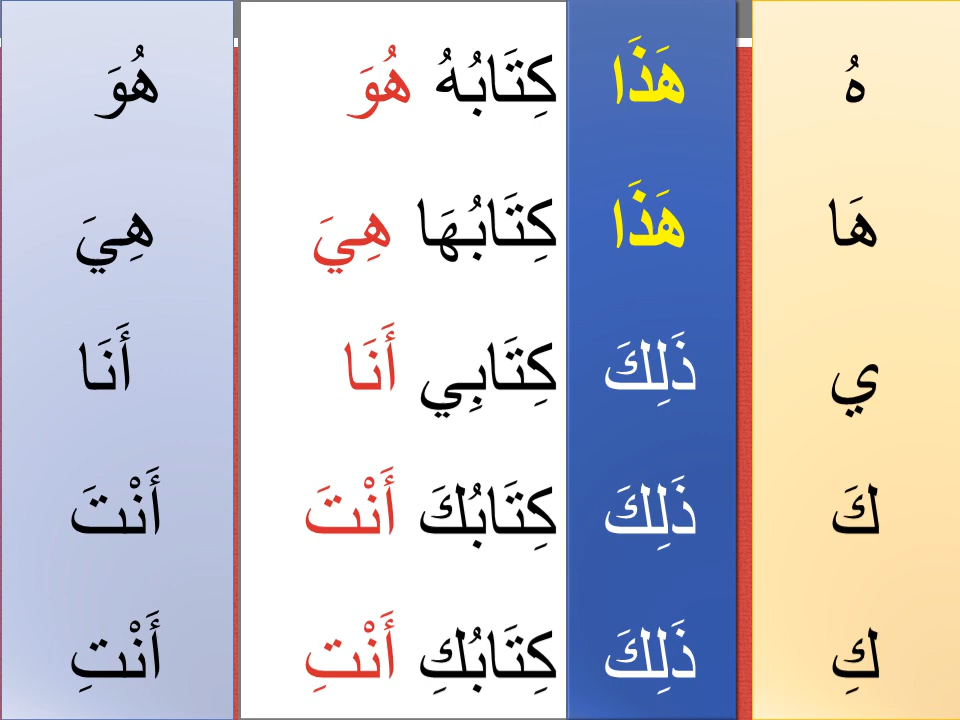 هُ هَذَا كِتَابُهُ هُوَ هُوَ
هَا هَذَا كِتَابُهَا هِيَ هِيَ
ي ذَلِكَ كِتَابِي أَنَا أَنَا
كَ ذَلِكَ كِتَابُكَ أَنْتَ أَنْتَ
كِ ذَلِكَ كِتَابُكِ أَنْتِ أَنْتِ